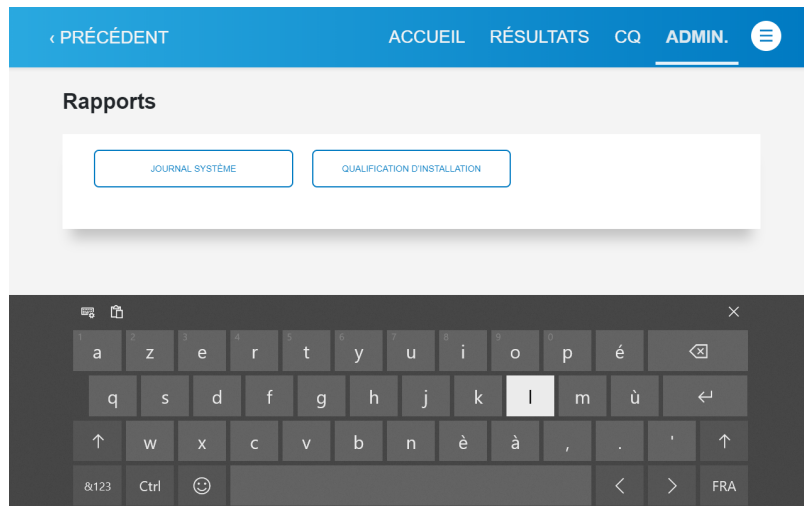 ‹ PRÉCÉDENT ACCUEIL RÉSULTATS CQ ADMIN.
Rapports
JOURNAL SYSTÈME QUALIFICATION D'INSTALLATION
1 2 3 4 5 6 7 8 9 0
a z e r t y u i o p é
q s d f g h j k l m ù
w x c v b n è à , . '
&123 Ctrl FRA